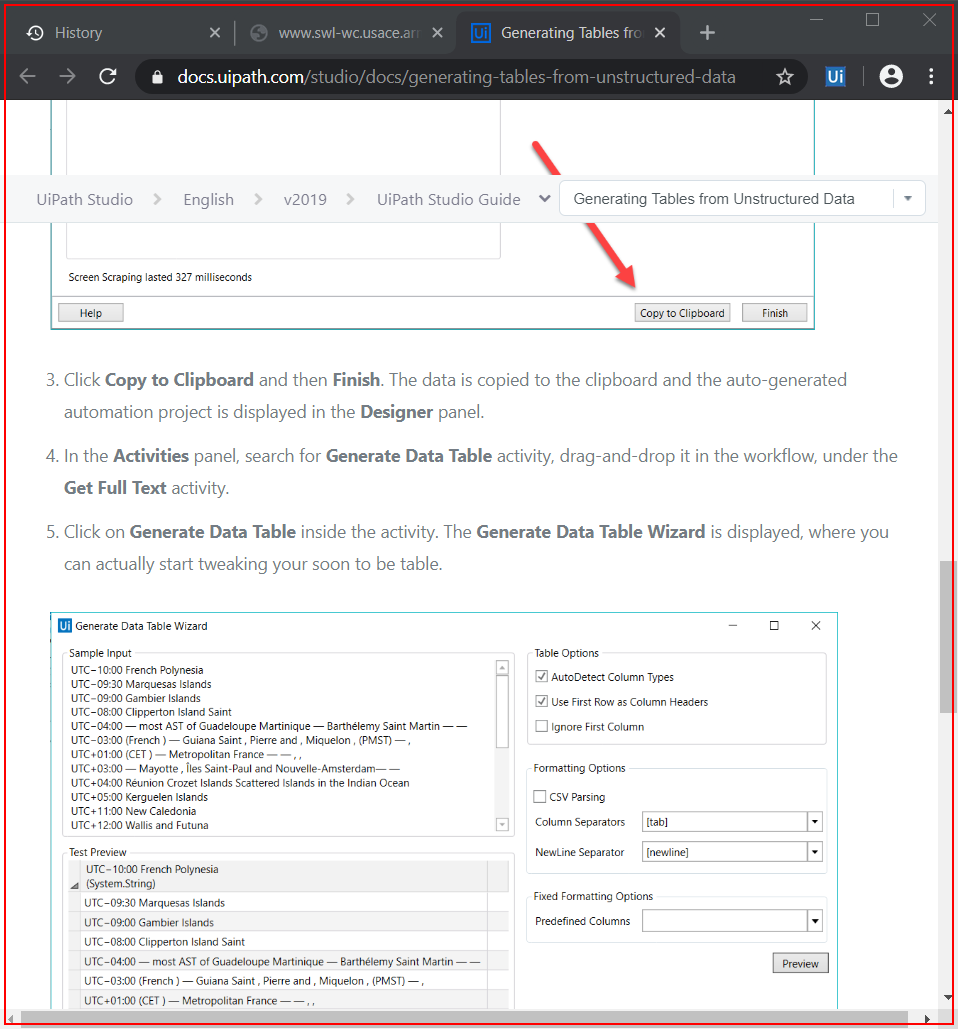 History
www.swl-wc.usace.arr
Ui Generating Tables fro
docs.uipath.com/studio/docs/generating-tables-from-unstructured-data
Ui
UiPath Studio
English
v2019
UiPath Studio Guide
Generating Tables from Unstructured Data
Screen Scraping lasted 327 milliseconds
Help
Copy to Clipboard
Finish
3. Click Copy to Clipboard and then Finish. The data is copied to the clipboard and the auto-generated
automation project is displayed in the Designer panel.
4. In the Activities panel, search for Generate Data Table activity, drag-and-drop it in the workflow, under the
Get Full Text activity.
5. Click on Generate Data Table inside the activity. The Generate Data Table Wizard is displayed, where you
can actually start tweaking your soon to be table.
Ui Generate Data Table Wizard
Sample Input
UTC−10:00 French Polynesia
UTC−09:30 Marquesas Islands
UTC−09:00 Gambier Islands
UTC−08:00 Clipperton Island Saint
UTC−04:00 — most AST of Guadeloupe Martinique — Barthélemy Saint Martin — —
UTC−03:00 (French ) — Guiana Saint , Pierre and , Miquelon , (PMST) — ,
UTC+01:00 (CET ) — Metropolitan France — — , ,
UTC+03:00 — Mayotte , Îles Saint-Paul and Nouvelle-Amsterdam— —
UTC+04:00 Réunion Crozet Islands Scattered Islands in the Indian Ocean
UTC+05:00 Kerguelen Islands
UTC+11:00 New Caledonia
UTC+12:00 Wallis and Futuna
Table Options
AutoDetect Column Types
Use First Row as Column Headers
Ignore First Column
Formatting Options
CSV Parsing
Column Separators [tab]
NewLine Separator [newline]
Fixed Formatting Options
Predefined Columns
Preview
Test Preview
UTC−10:00 French Polynesia
(System.String)
UTC−09:30 Marquesas Islands
UTC−09:00 Gambier Islands
UTC−08:00 Clipperton Island Saint
UTC−04:00 — most AST of Guadeloupe Martinique — Barthélemy Saint Martin — —
UTC−03:00 (French ) — Guiana Saint , Pierre and , Miquelon , (PMST) — ,
UTC+01:00 (CET ) — Metropolitan France — — , ,